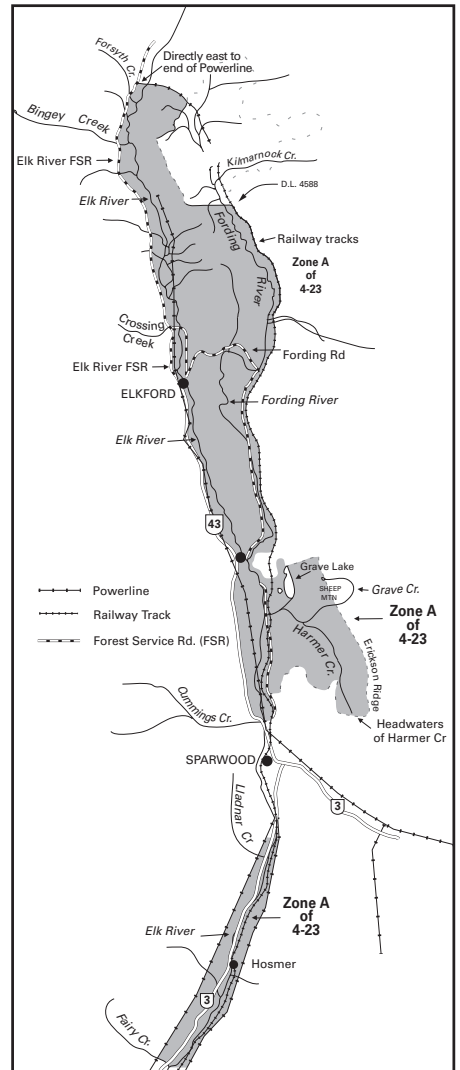 Forsyth Cr.
Directly east to
end of Powerline
Bingey Creek
Elk River FSR
Kilmarnock Cr.
D.L. 4588
Elk River
Fording River
Railway tracks
Zone A
of
4-23
Crossing
Creek
Fording Rd
Elk River FSR
ELKFORD
Fording River
Elk River
43
Grave Lake
SHEEP
MTN
Grave Cr.
Powerline
Railway Track
Forest Service Rd. (FSR)
Zone A
of
4-23
Harmer Cr.
Erickson Ridge
Headwaters
of Harmer Cr
Cummings Cr.
SPARWOOD
3
Lladnar Cr
Zone A
of
4-23
Elk River
Hosmer
3
Fairy Cr.